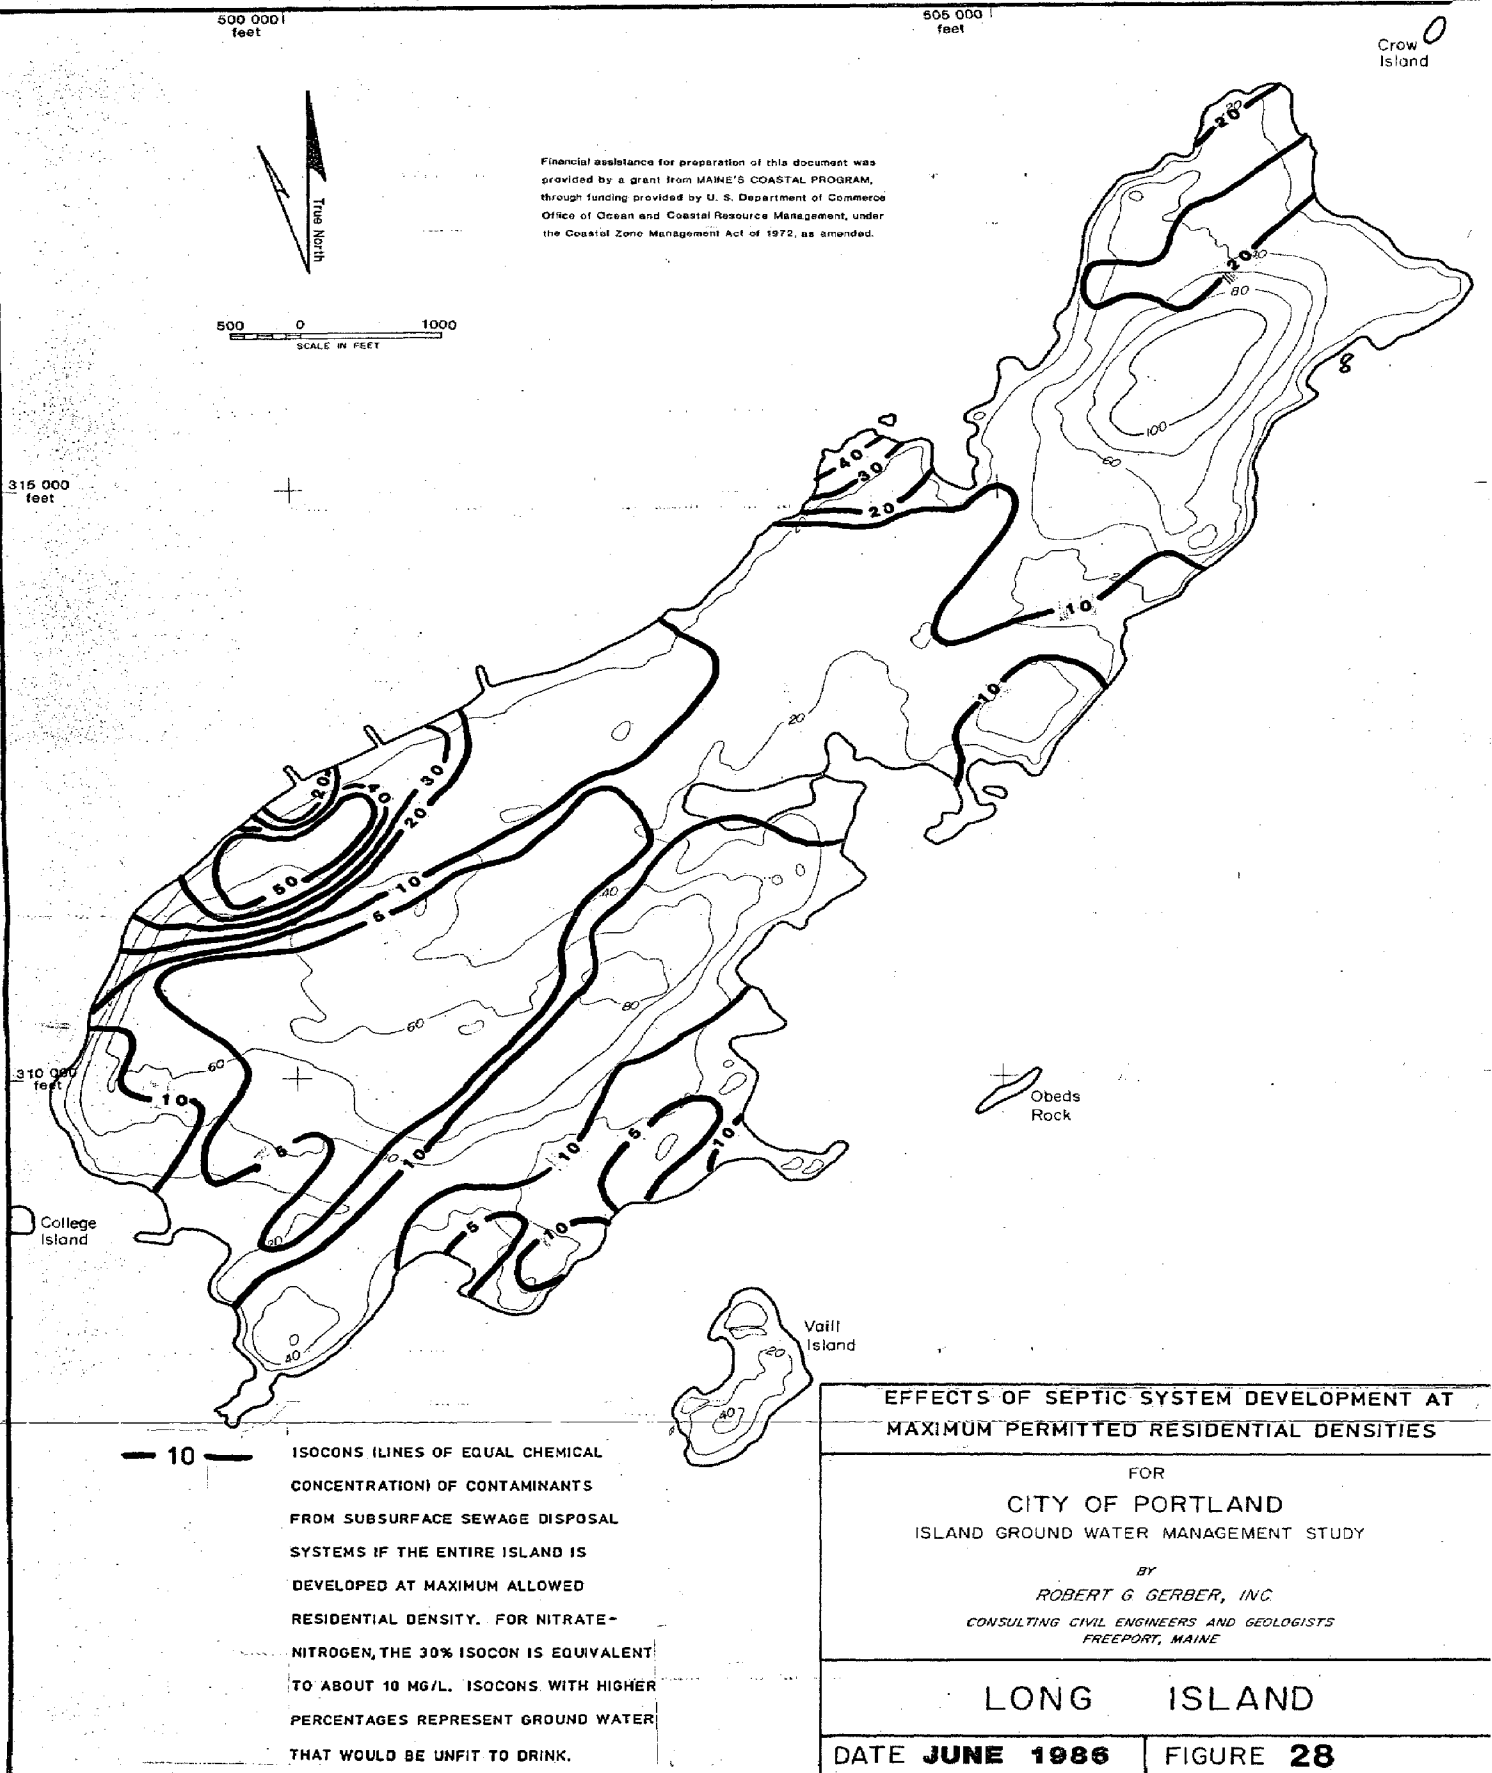 500 000
feet
505 000
feet
Crow
Island
True North
Financial assistance for preparation of this document was
provided by a grant from MAINE'S COASTAL PROGRAM,
through funding provided by U. S. Department of Commerce
Office of Ocean and Coastal Resource Management, under
the Coastal Zone Management Act of 1972, as amended.
500 0 1000
SCALE IN FEET
20
20
20
80
8
100
60
40
30
20
315 000
feet
10
10
20
20
40
30
20
50
10
5
40
80
60
60
310 000
feet
10
5
10
10
5
10
5
10
20
40
College
Island
Obeds
Rock
Vaill
Island
20
40
10
ISOCONS (LINES OF EQUAL CHEMICAL
CONCENTRATION) OF CONTAMINANTS
FROM SUBSURFACE SEWAGE DISPOSAL
SYSTEMS IF THE ENTIRE ISLAND IS
DEVELOPED AT MAXIMUM ALLOWED
RESIDENTIAL DENSITY. FOR NITRATE-
NITROGEN, THE 30% ISOCON IS EQUIVALENT
TO ABOUT 10 MG/L. ISOCONS WITH HIGHER
PERCENTAGES REPRESENT GROUND WATER
THAT WOULD BE UNFIT TO DRINK.
EFFECTS OF SEPTIC SYSTEM DEVELOPMENT AT
MAXIMUM PERMITTED RESIDENTIAL DENSITIES
FOR
CITY OF PORTLAND
ISLAND GROUND WATER MANAGEMENT STUDY
BY
ROBERT G GERBER, INC.
CONSULTING CIVIL ENGINEERS AND GEOLOGISTS
FREEPORT, MAINE
LONG ISLAND
DATE JUNE 1986
FIGURE 28